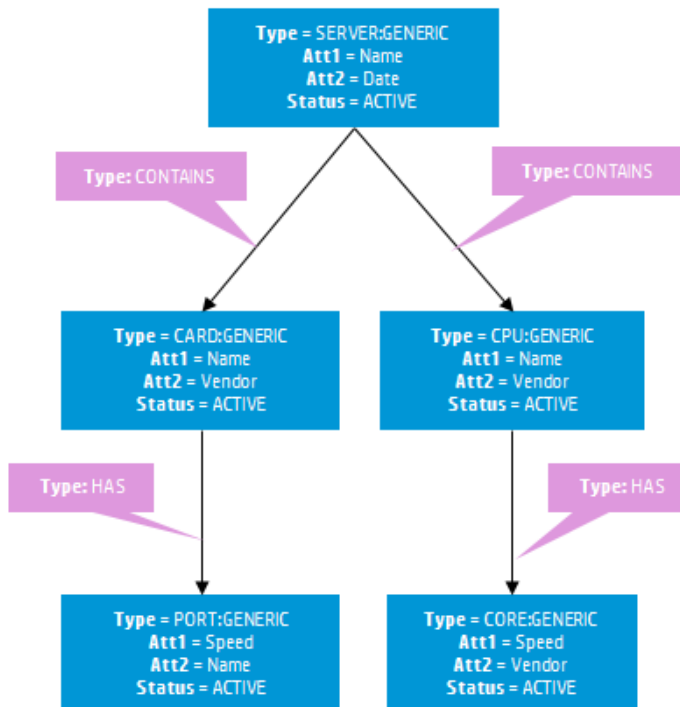 Type = SERVER:GENERIC
Att1 = Name
Att2 = Date
Status = ACTIVE
Type: CONTAINS
Type: CONTAINS
Type = CARD:GENERIC
Att1 = Name
Att2 = Vendor
Status = ACTIVE
Type = CPU:GENERIC
Att1 = Name
Att2 = Vendor
Status = ACTIVE
Type: HAS
Type: HAS
Type = PORT:GENERIC
Att1 = Speed
Att2 = Name
Status = ACTIVE
Type = CORE:GENERIC
Att1 = Speed
Att2 = Vendor
Status = ACTIVE